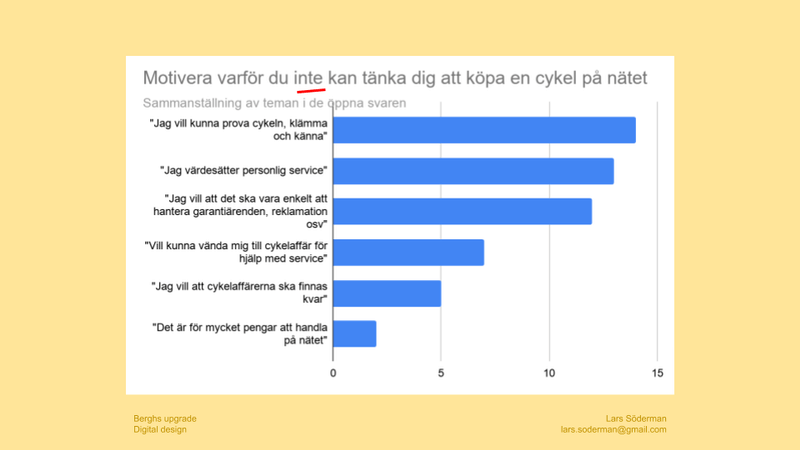 Motivera varför du inte kan tänka dig att köpa en cykel på nätet
Sammanställning av teman i de öppna svaren
"Jag vill kunna prova cykeln, klämma
och känna"
"Jag värdesätter personlig service"
"Jag vill att det ska vara enkelt att
hantera garantiärenden, reklamation
osv"
"Vill kunna vända mig till cykelaffär för
hjälp med service"
"Jag vill att cykelaffärerna ska finnas
kvar"
"Det är för mycket pengar att handla
på nätet"
0 5 10 15
Berghs upgrade
Digital design
Lars Söderman
lars.soderman@gmail.com